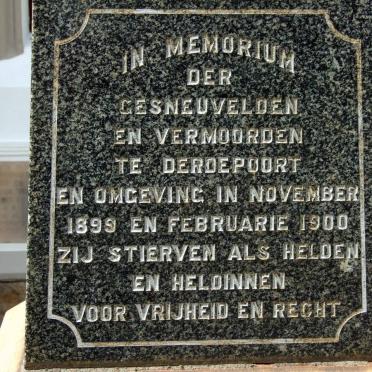 IN MEMORIUM
DER
GESNEUVELDEN
EN VERMOORDEN
TE DERDEPOORT
EN OMGEVING IN NOVEMBER
1899 EN FEBRUARIE 1900
ZIJ STIERVEN ALS HELDEN
EN HELDINNEN
VOOR VRIJHEID EN RECHT